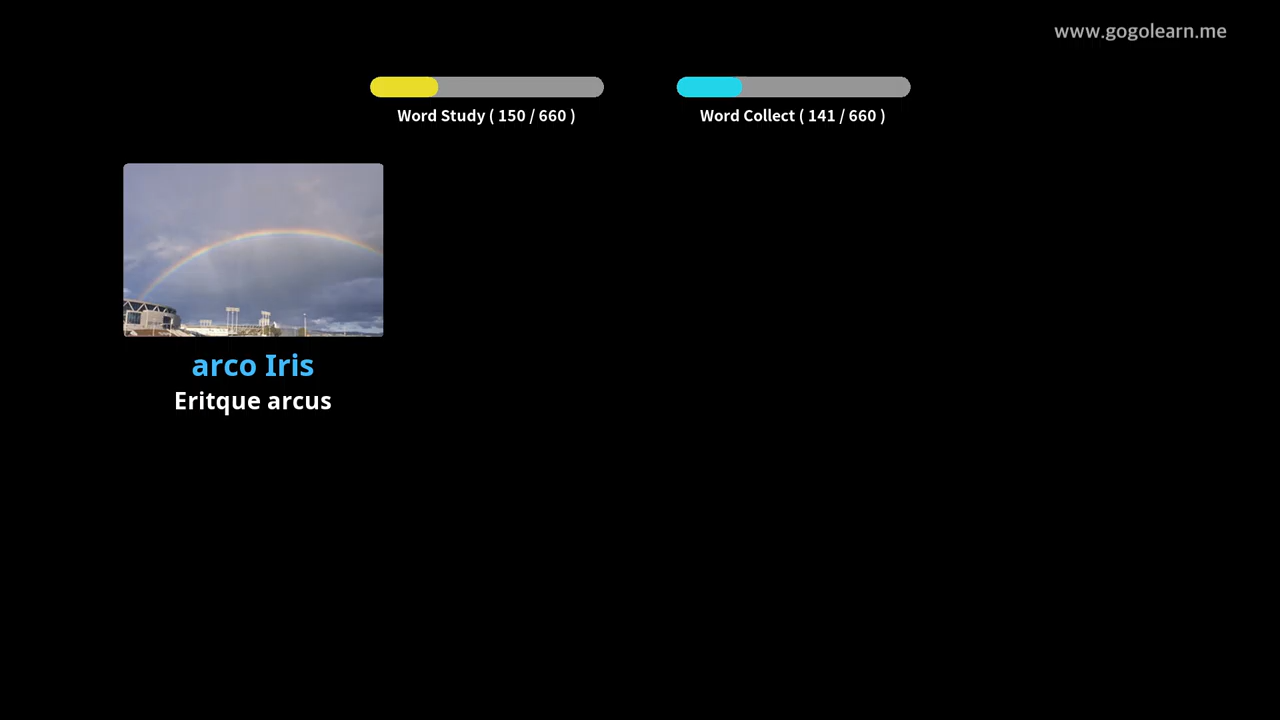 www.gogolearn.me
Word Study ( 150 / 660 )
Word Collect ( 141 / 660 )
arco Iris
Eritque arcus